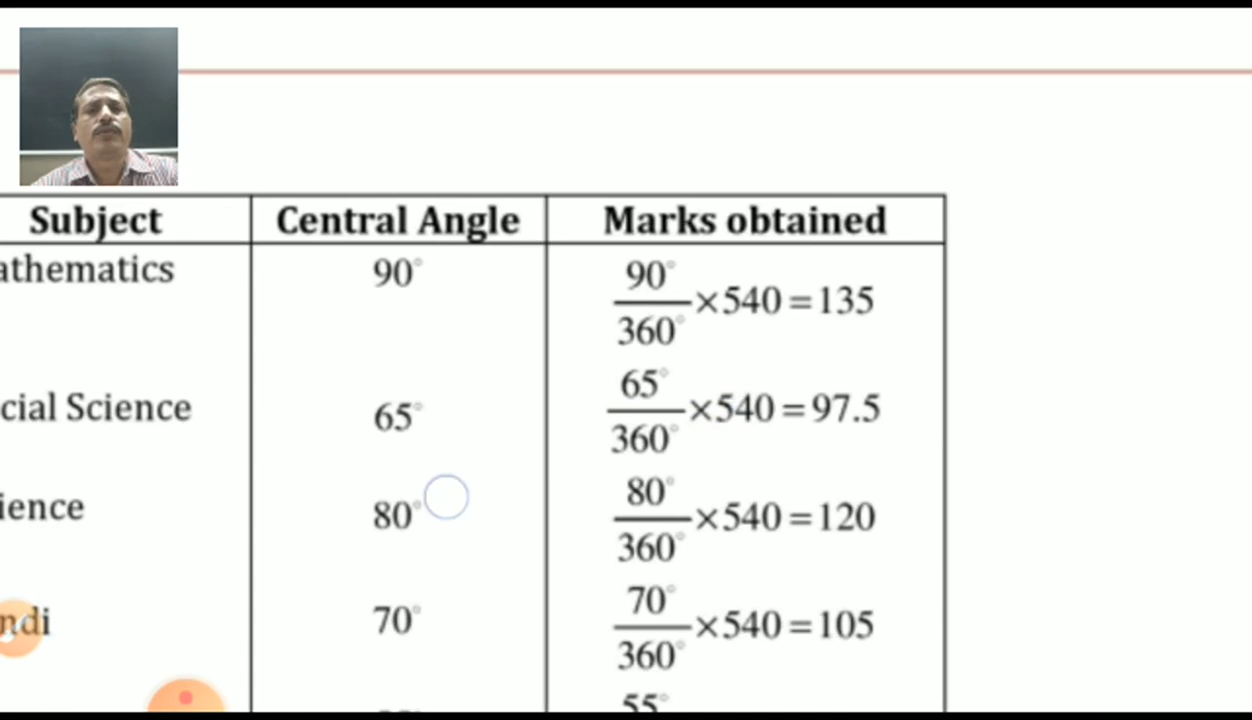 Subject Central Angle Marks obtained
athematics 90° 90°/360° ×540 = 135
cial Science 65° 65°/360° ×540 = 97.5
ience 80° 80°/360° ×540 = 120
ndi 70° 70°/360° ×540 = 105
55°